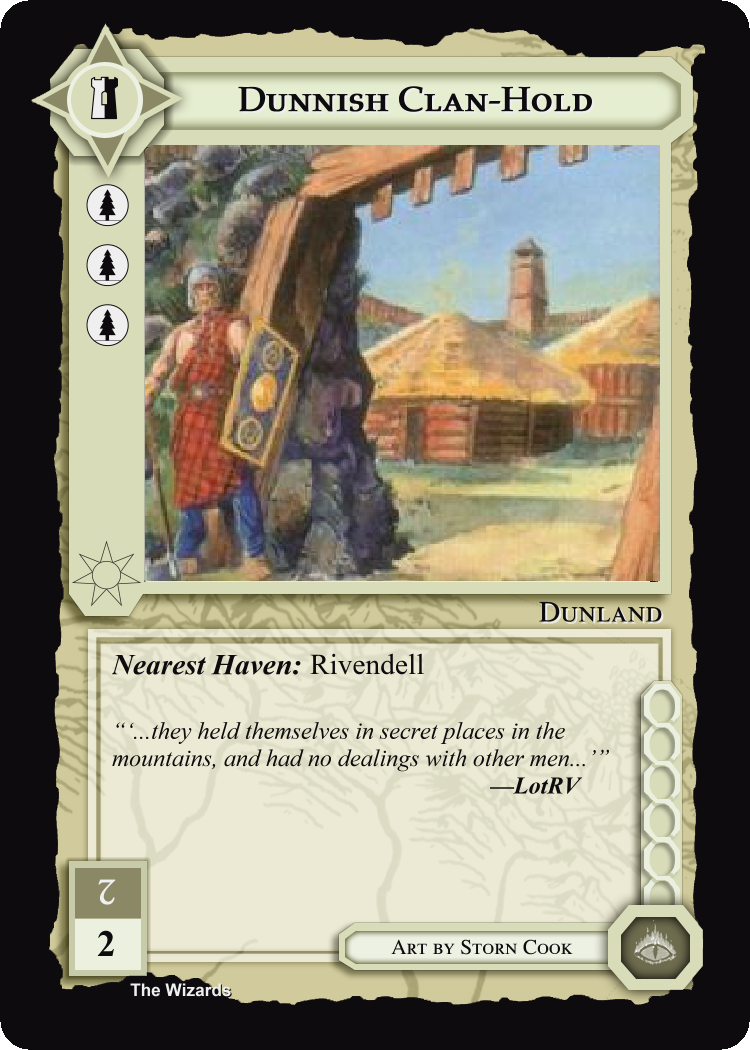 Dunnish Clan-Hold
Dunland
Nearest Haven: Rivendell
“‘...they held themselves in secret places in the
mountains, and had no dealings with other men...’”
—LotRV
2
2
Art by Storn Cook
The Wizards